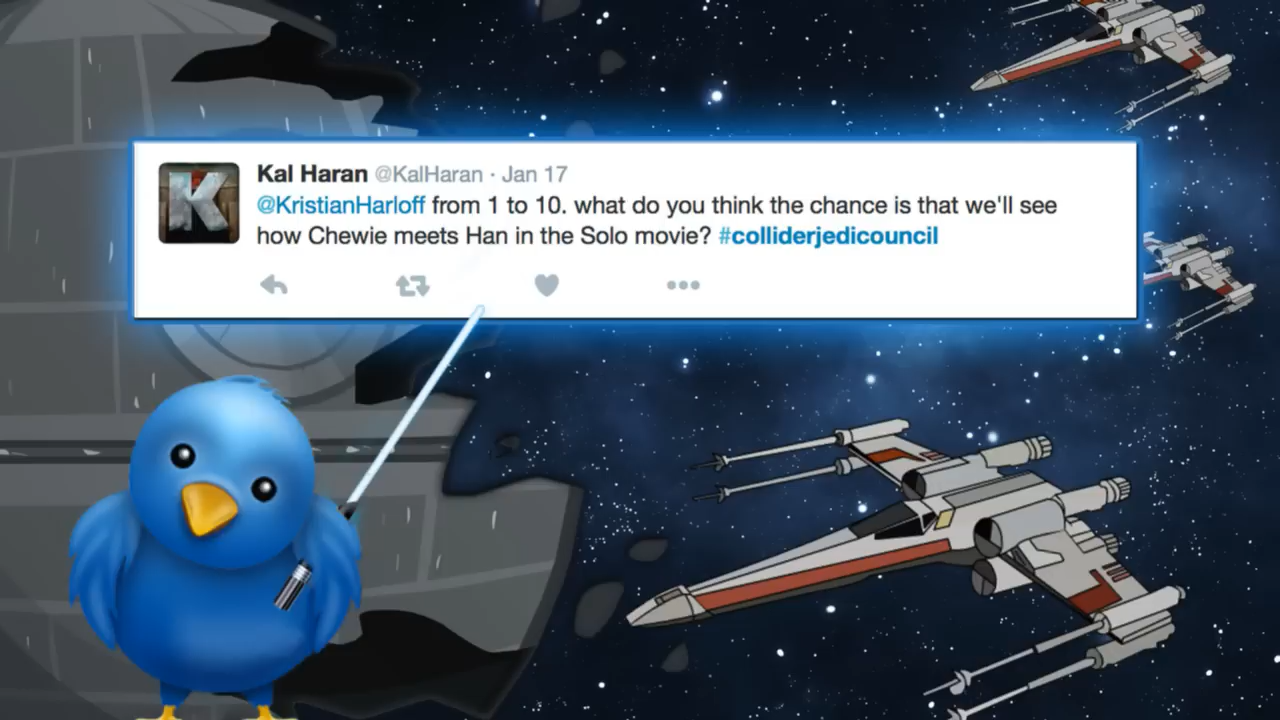 Kal Haran @KalHaran · Jan 17
@KristianHarloff from 1 to 10. what do you think the chance is that we'll see
how Chewie meets Han in the Solo movie? #colliderjedicouncil
K